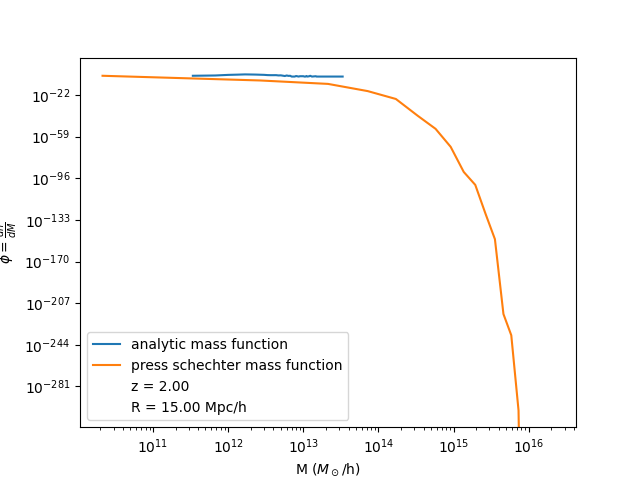 10^{-22}
10^{-59}
10^{-96}
10^{-133}
10^{-170}
10^{-207}
10^{-244}
10^{-281}
ϕ = \frac{dn}{dM}
analytic mass function
press schechter mass function
z = 2.00
R = 15.00 Mpc/h
10^{11} 10^{12} 10^{13} 10^{14} 10^{15} 10^{16}
M (M_⊙/h)